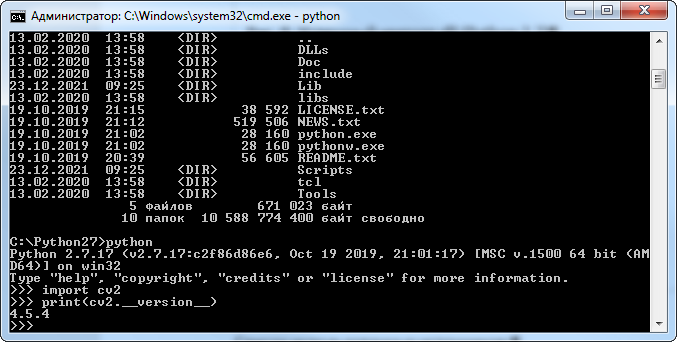 Администратор: C:\Windows\system32\cmd.exe - python
13.02.2020  13:58    <DIR>          ..
13.02.2020  13:58    <DIR>          DLLs
13.02.2020  13:58    <DIR>          Doc
13.02.2020  13:58    <DIR>          include
23.12.2021  09:25    <DIR>          Lib
13.02.2020  13:58    <DIR>          libs
19.10.2019  21:15            38 592 LICENSE.txt
19.10.2019  21:12           519 506 NEWS.txt
19.10.2019  21:02            28 160 python.exe
19.10.2019  21:02            28 160 pythonw.exe
19.10.2019  20:39            56 605 README.txt
23.12.2021  09:25    <DIR>          Scripts
13.02.2020  13:58    <DIR>          tcl
13.02.2020  13:58    <DIR>          Tools
               5 файлов        671 023 байт
              10 папок  10 588 774 400 байт свободно
C:\Python27>python
Python 2.7.17 (v2.7.17:c2f86d86e6, Oct 19 2019, 21:01:17) [MSC v.1500 64 bit (AM
D64)] on win32
Type "help", "copyright", "credits" or "license" for more information.
>>> import cv2
>>> print(cv2.__version__)
4.5.4
>>>